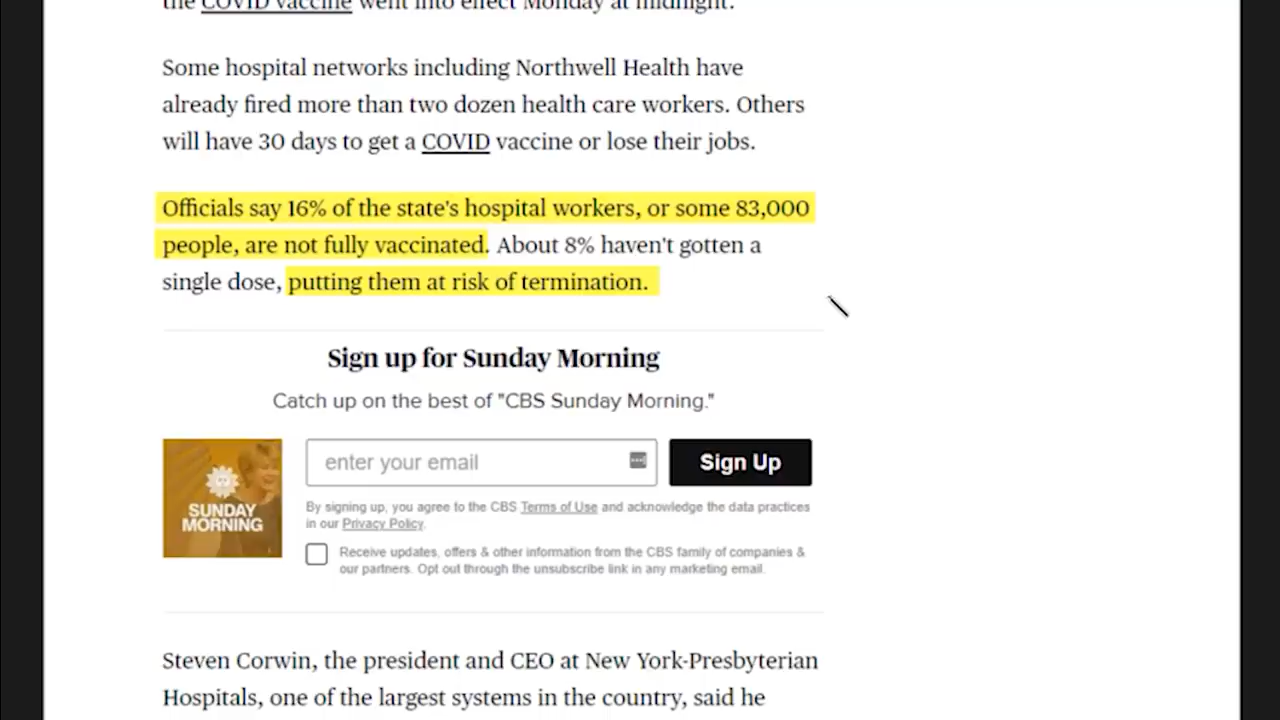 the COVID vaccine went into effect Monday at midnight.
Some hospital networks including Northwell Health have
already fired more than two dozen health care workers. Others
will have 30 days to get a COVID vaccine or lose their jobs.
Officials say 16% of the state's hospital workers, or some 83,000
people, are not fully vaccinated. About 8% haven't gotten a
single dose, putting them at risk of termination.
Sign up for Sunday Morning
Catch up on the best of "CBS Sunday Morning."
enter your email
Sign Up
SUNDAY
MORNING
By signing up, you agree to the CBS Terms of Use and acknowledge the data practices
in our Privacy Policy.
Receive updates, offers & other information from the CBS family of companies &
our partners. Opt out through the unsubscribe link in any marketing email.
Steven Corwin, the president and CEO at New York-Presbyterian
Hospitals, one of the largest systems in the country, said he